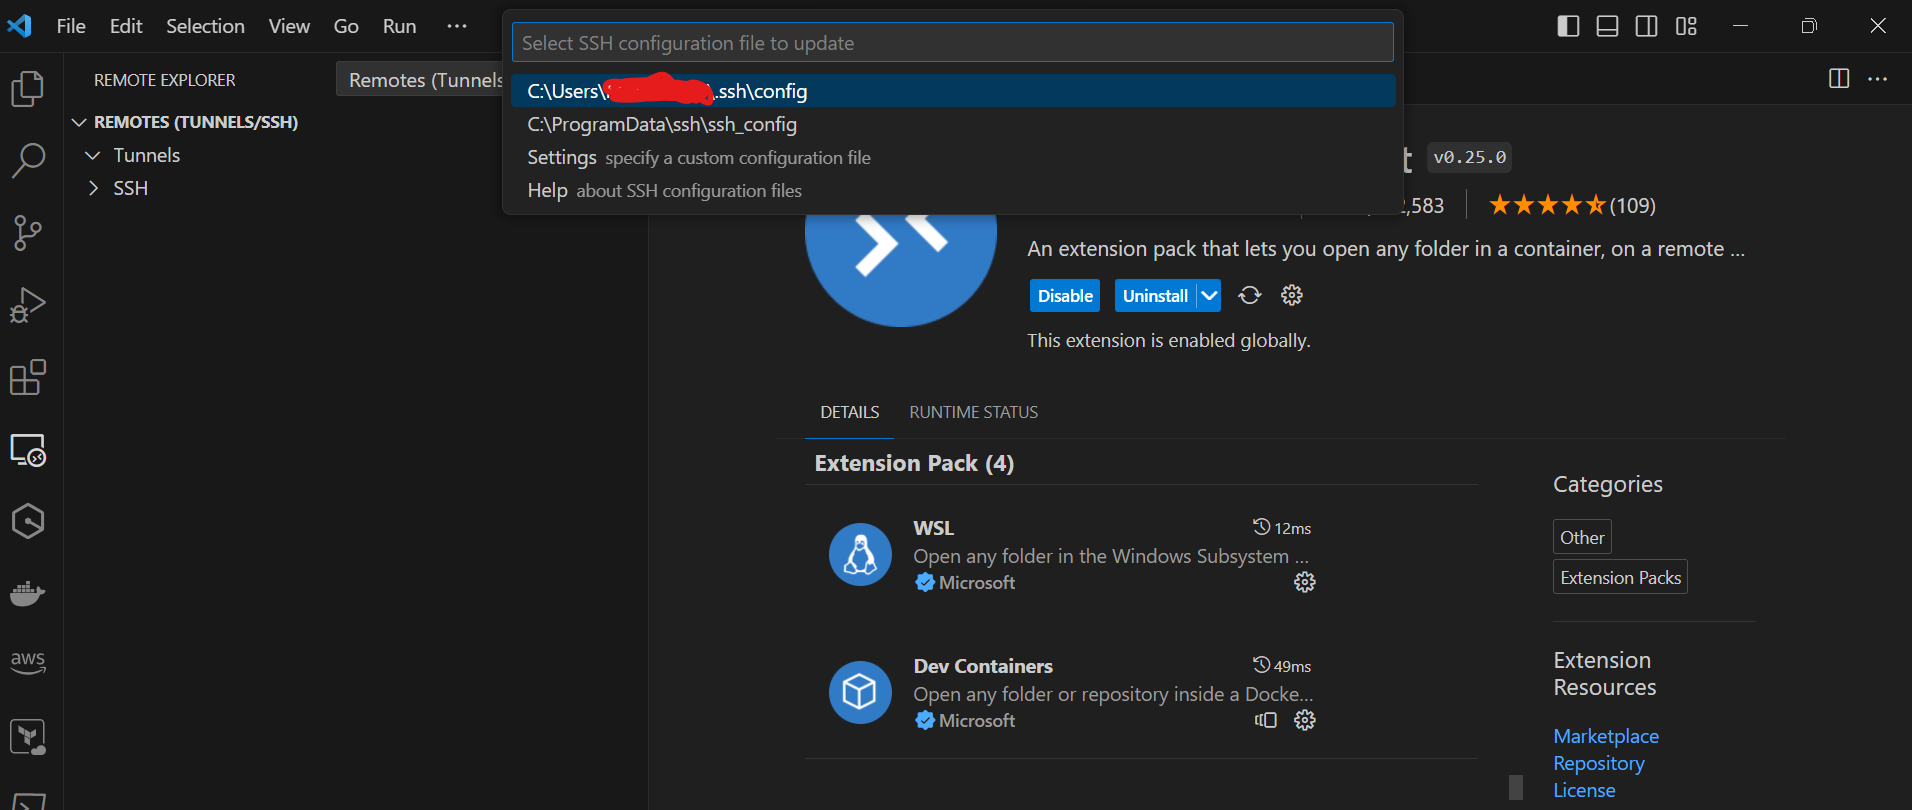 File Edit Selection View Go Run ···
Select SSH configuration file to update
REMOTE EXPLORER
Remotes (Tunnels
C:\Users\ \.ssh\config
C:\ProgramData\ssh\ssh_config
Settings specify a custom configuration file
Help about SSH configuration files
REMOTES (TUNNELS/SSH)
Tunnels
SSH
t v0.25.0
,583 (109)
An extension pack that lets you open any folder in a container, on a remote ...
Disable Uninstall
This extension is enabled globally.
DETAILS RUNTIME STATUS
Extension Pack (4)
WSL 12ms
Open any folder in the Windows Subsystem ...
Microsoft
Dev Containers 49ms
Open any folder or repository inside a Docke...
Microsoft
Categories
Other
Extension Packs
Extension
Resources
Marketplace
Repository
License
aws